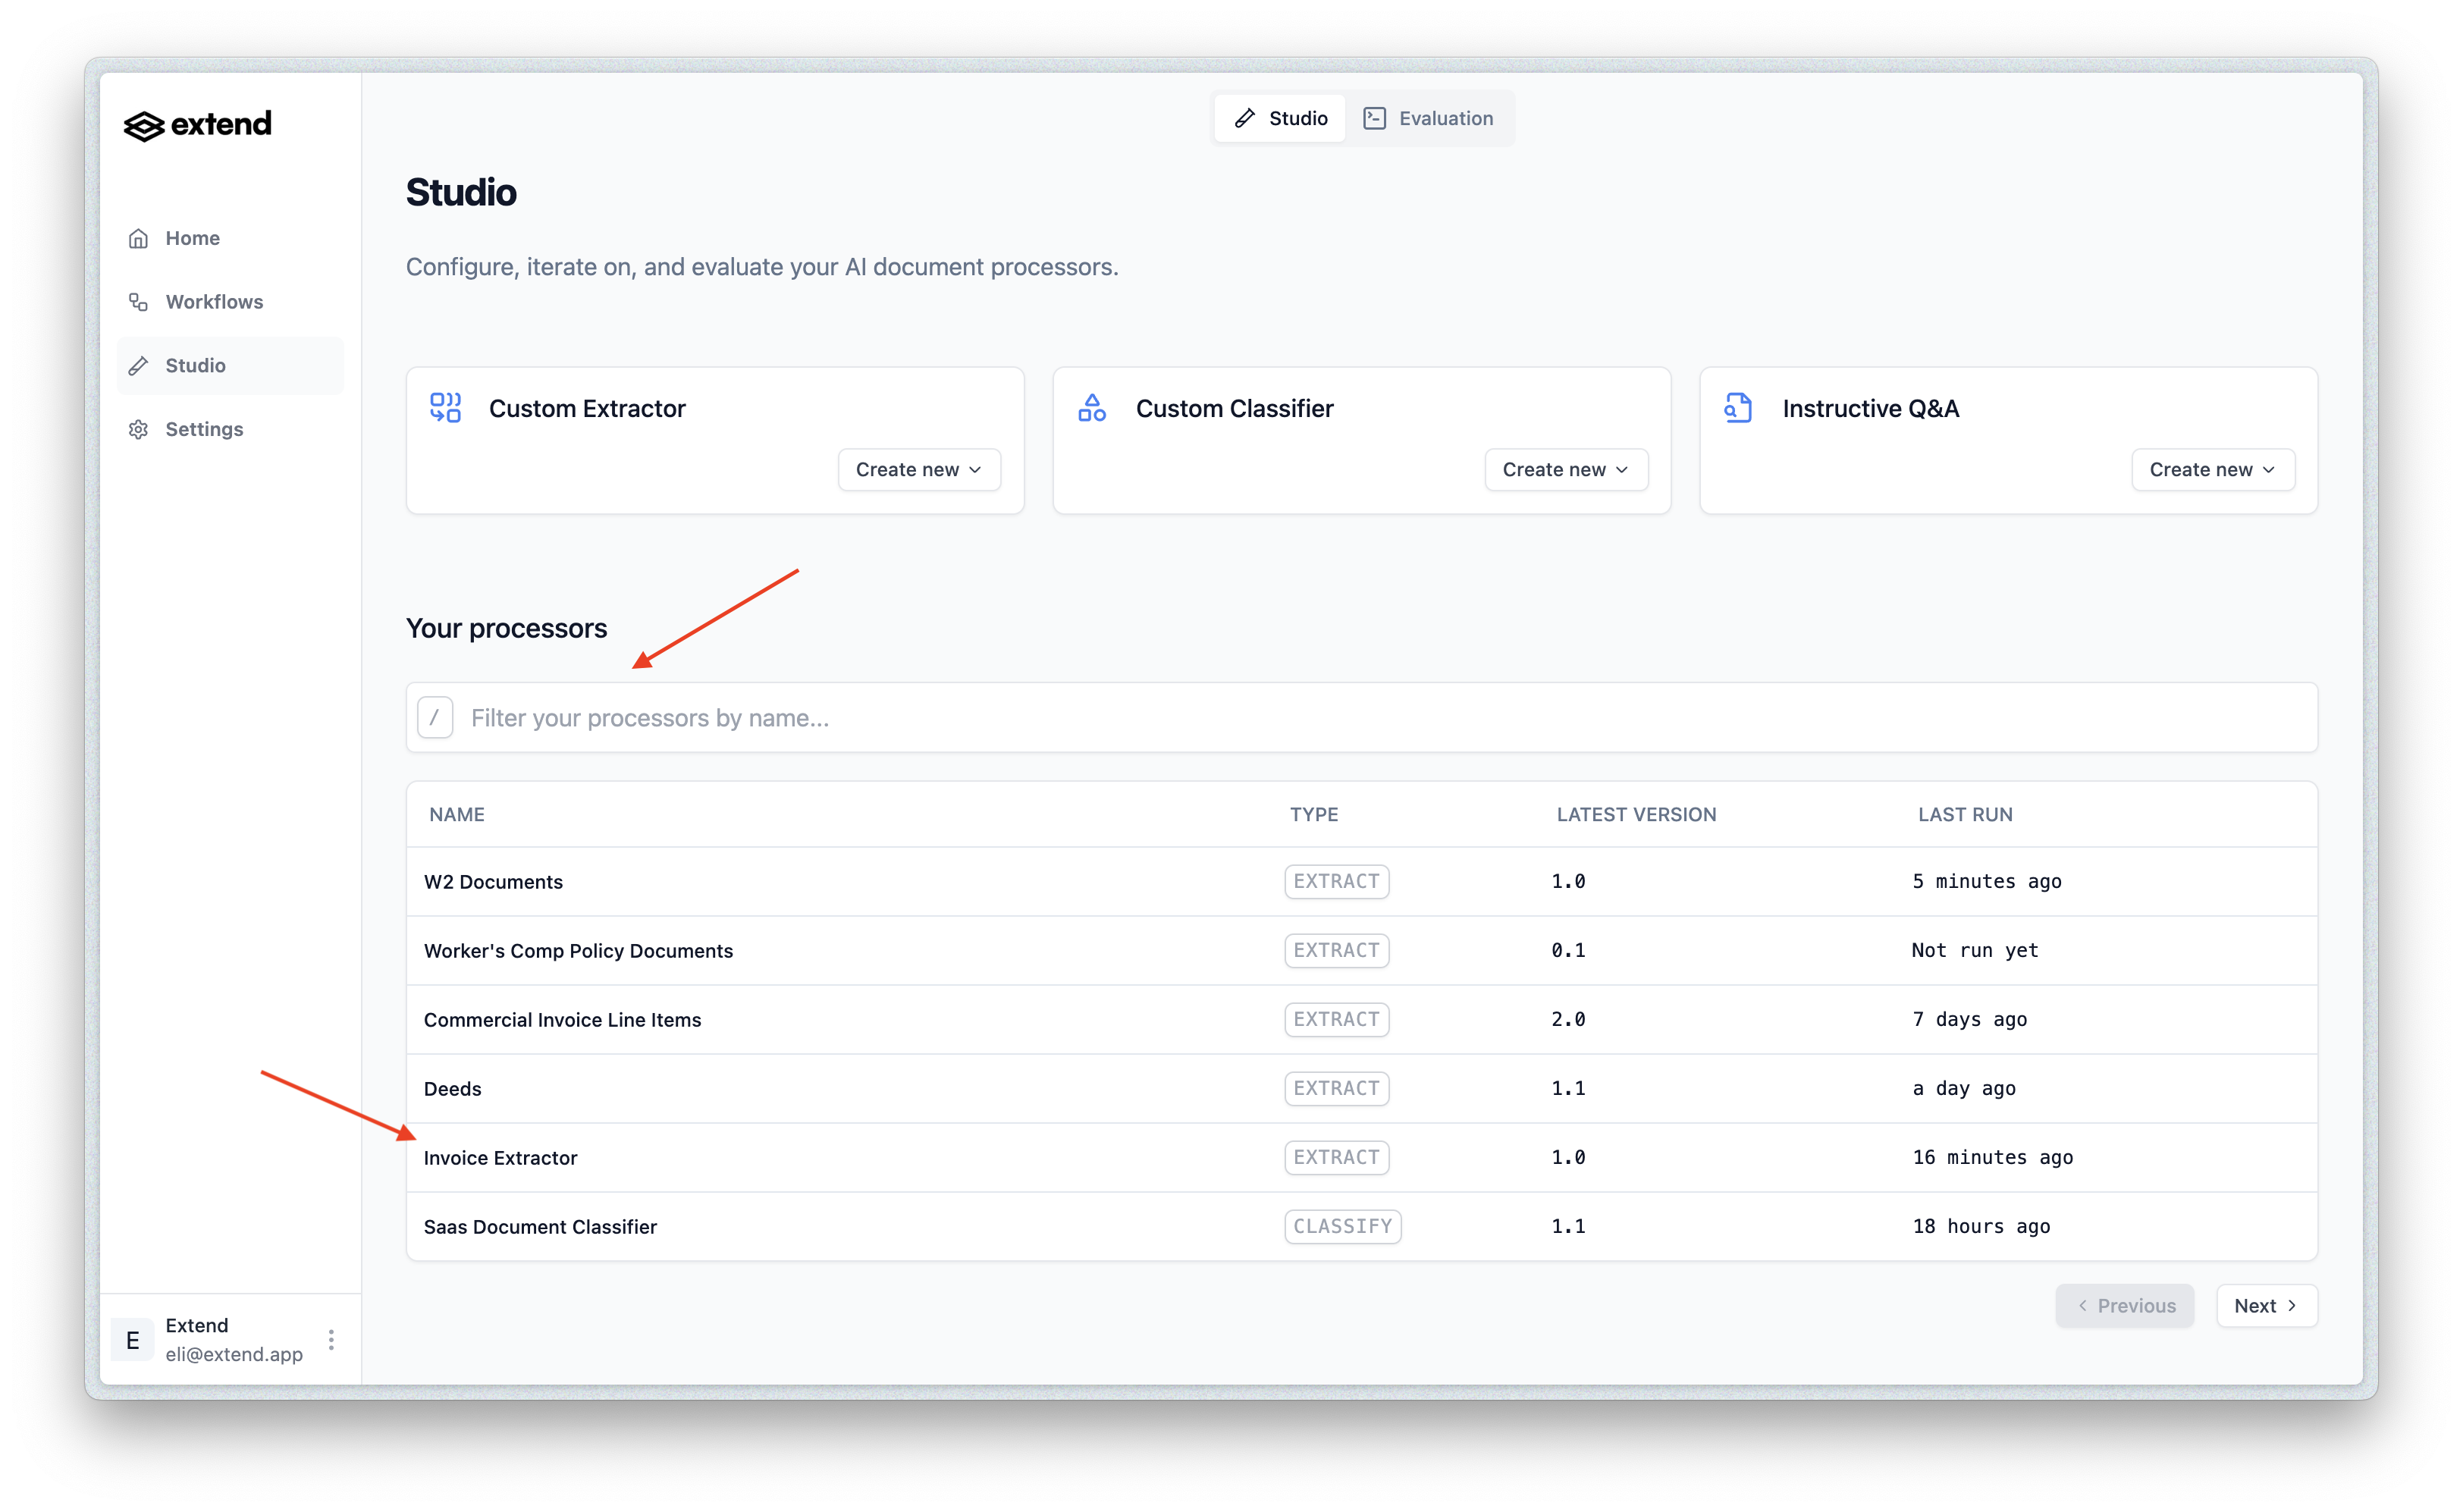 extend
Studio
Evaluation
Home
Workflows
Studio
Settings
Studio
Configure, iterate on, and evaluate your AI document processors.
Custom Extractor
Create new
Custom Classifier
Create new
Instructive Q&A
Create new
Your processors
/ Filter your processors by name...
NAME TYPE LATEST VERSION LAST RUN
W2 Documents EXTRACT 1.0 5 minutes ago
Worker's Comp Policy Documents EXTRACT 0.1 Not run yet
Commercial Invoice Line Items EXTRACT 2.0 7 days ago
Deeds EXTRACT 1.1 a day ago
Invoice Extractor EXTRACT 1.0 16 minutes ago
Saas Document Classifier CLASSIFY 1.1 18 hours ago
Previous Next
E
Extend
eli@extend.app